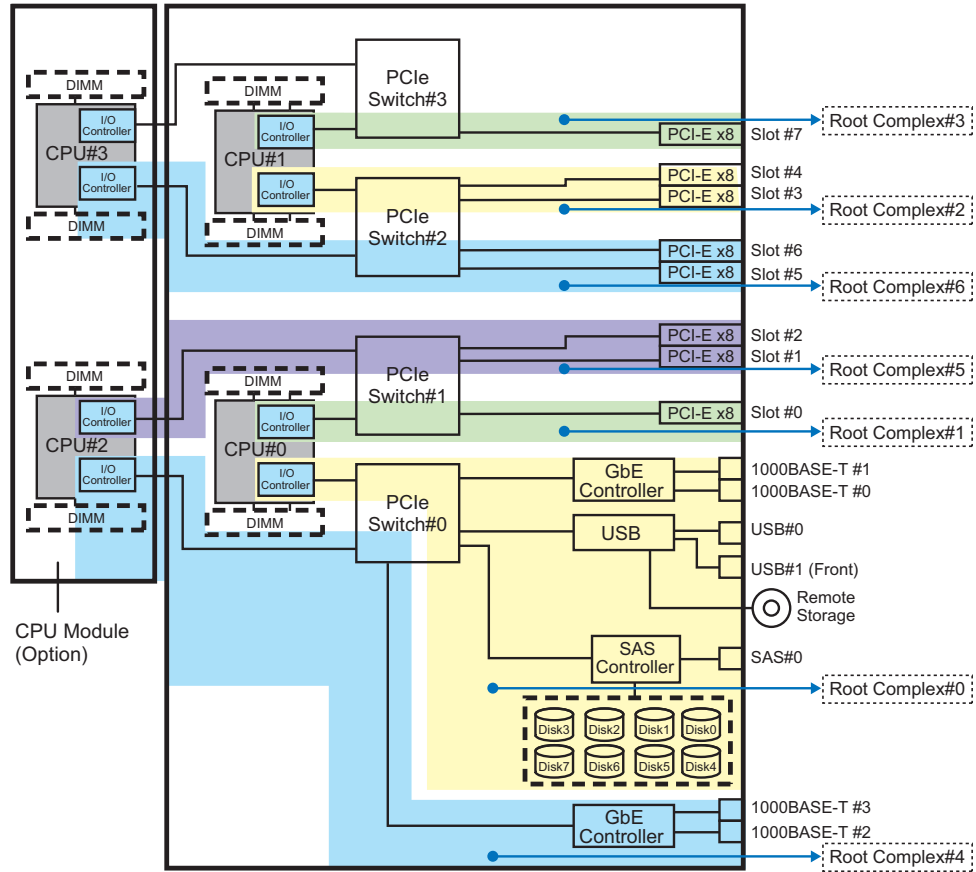 DIMM
I/O
Controller
CPU#3
I/O
Controller
DIMM
DIMM
I/O
Controller
CPU#1
I/O
Controller
DIMM
PCIe
Switch#3
PCI-E x8
Slot #7
Root Complex#3
PCIe
Switch#2
PCI-E x8
Slot #4
PCI-E x8
Slot #3
Root Complex#2
PCI-E x8
Slot #6
PCI-E x8
Slot #5
Root Complex#6
DIMM
I/O
Controller
CPU#2
I/O
Controller
DIMM
DIMM
I/O
Controller
CPU#0
I/O
Controller
DIMM
PCIe
Switch#1
PCI-E x8
Slot #2
PCI-E x8
Slot #1
Root Complex#5
PCI-E x8
Slot #0
Root Complex#1
PCIe
Switch#0
GbE
Controller
1000BASE-T #1
1000BASE-T #0
USB
USB#0
USB#1 (Front)
Remote
Storage
CPU Module
(Option)
SAS
Controller
SAS#0
Root Complex#0
Disk3
Disk2
Disk1
Disk0
Disk7
Disk6
Disk5
Disk4
GbE
Controller
1000BASE-T #3
1000BASE-T #2
Root Complex#4